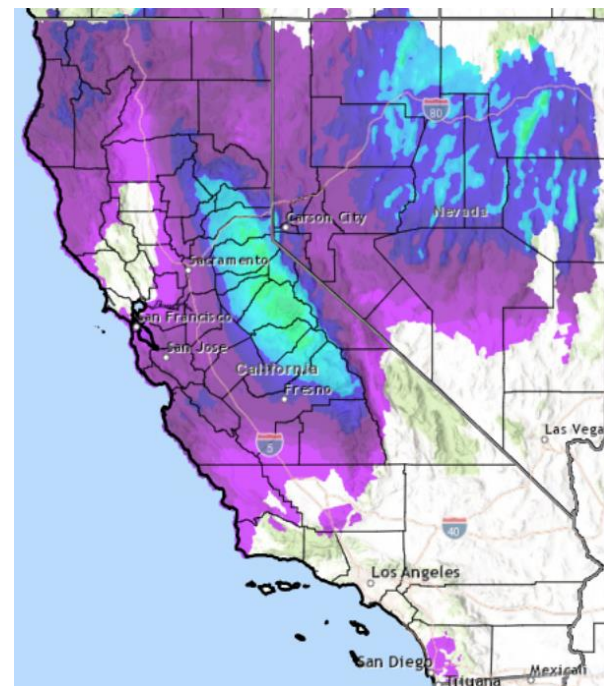 80
Carson City
Nevada
Sacramento
San Francisco
San Jose
California
Fresno
5
Las Vega
40
Los Angeles
San Diego
Tijuana
Mexicali